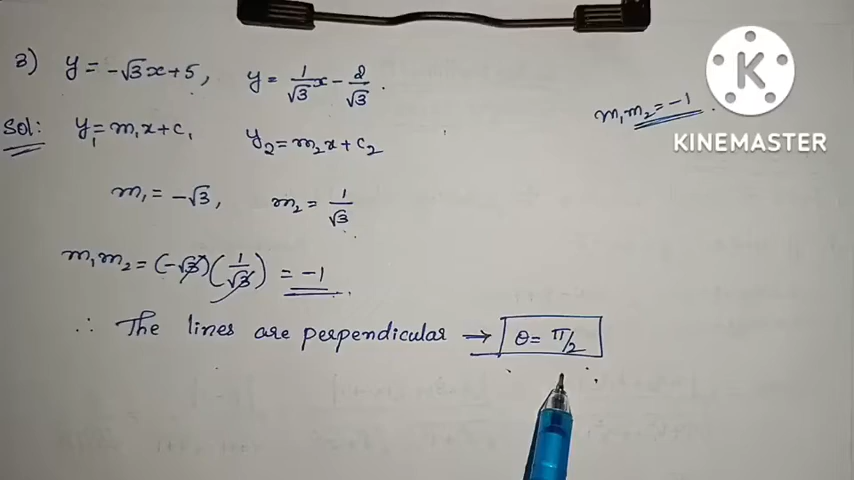 3) y = -√3x+5, y = 1/√3 x - 2/√3.
m₁m₂ = -1.
K
KINEMASTER
Sol: y₁ = m₁x+c₁ y₂ = m₂x+c₂
m₁ = -√3, m₂ = 1/√3
m₁m₂ = (-√3)(1/√3) = -1
∴ The lines are perpendicular → θ = π/2